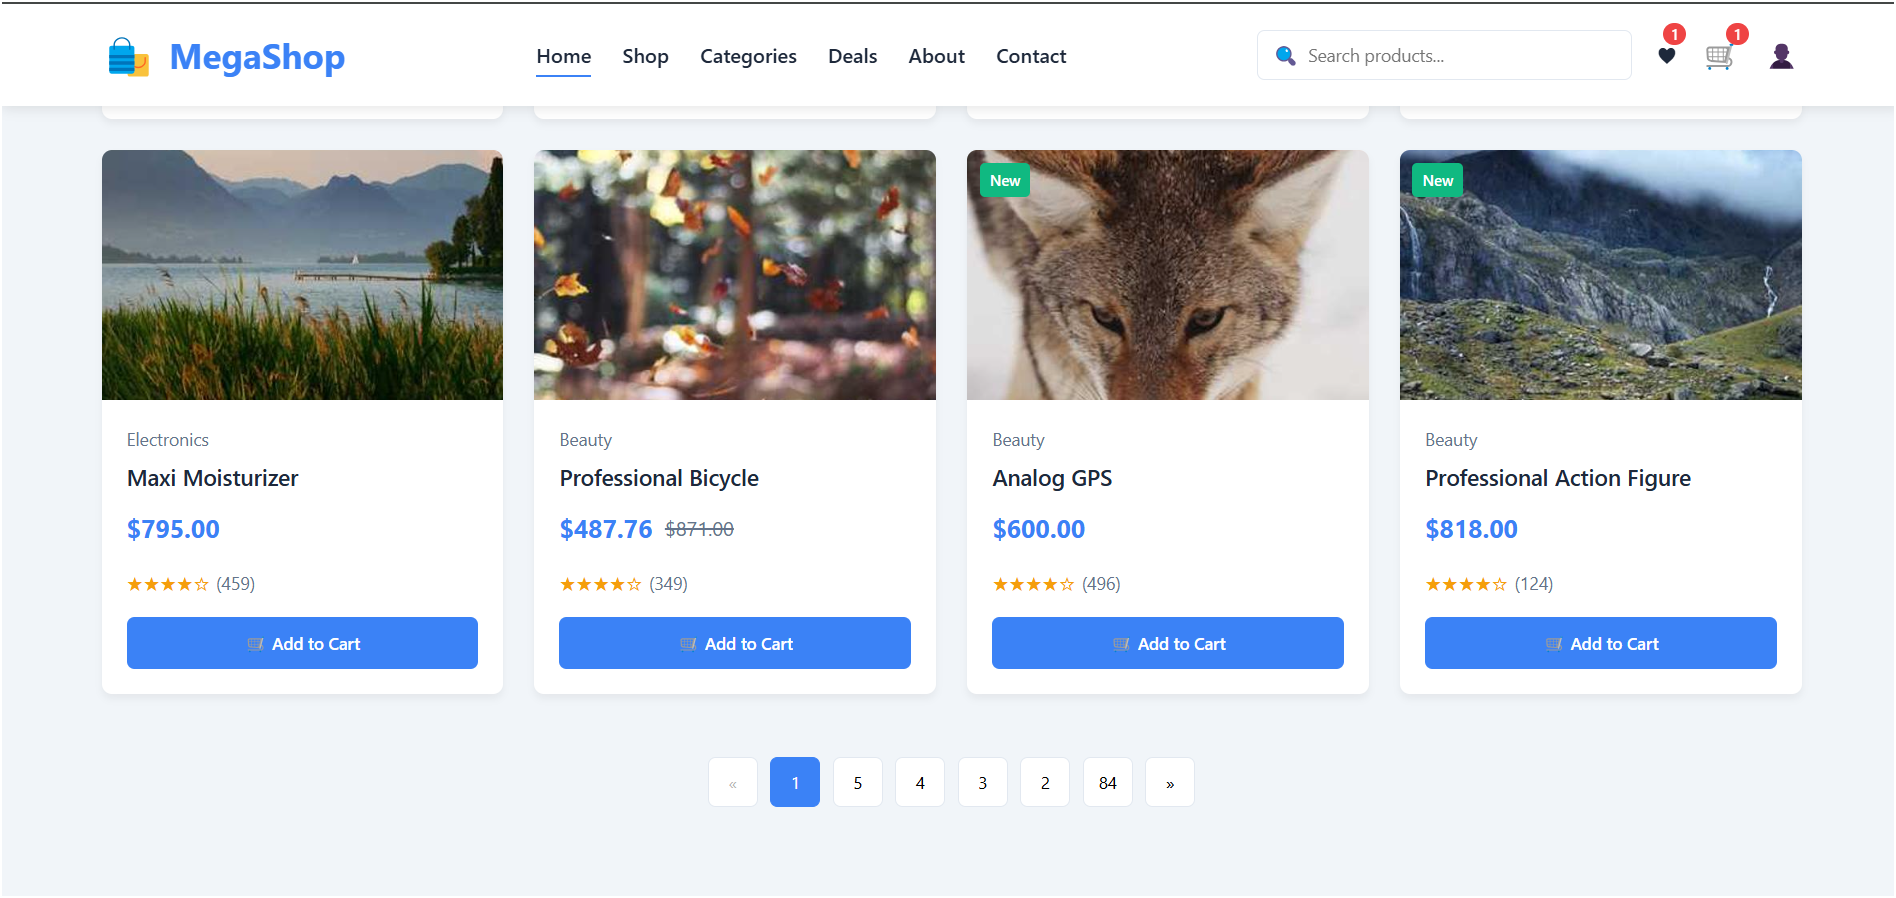 MegaShop
Home Shop Categories Deals About Contact
Search products...
1
1
New
New
Electronics
Maxi Moisturizer
$795.00
★★★★☆ (459)
Add to Cart
Beauty
Professional Bicycle
$487.76 $871.00
★★★★☆ (349)
Add to Cart
Beauty
Analog GPS
$600.00
★★★★☆ (496)
Add to Cart
Beauty
Professional Action Figure
$818.00
★★★★☆ (124)
Add to Cart
« 1 5 4 3 2 84 »